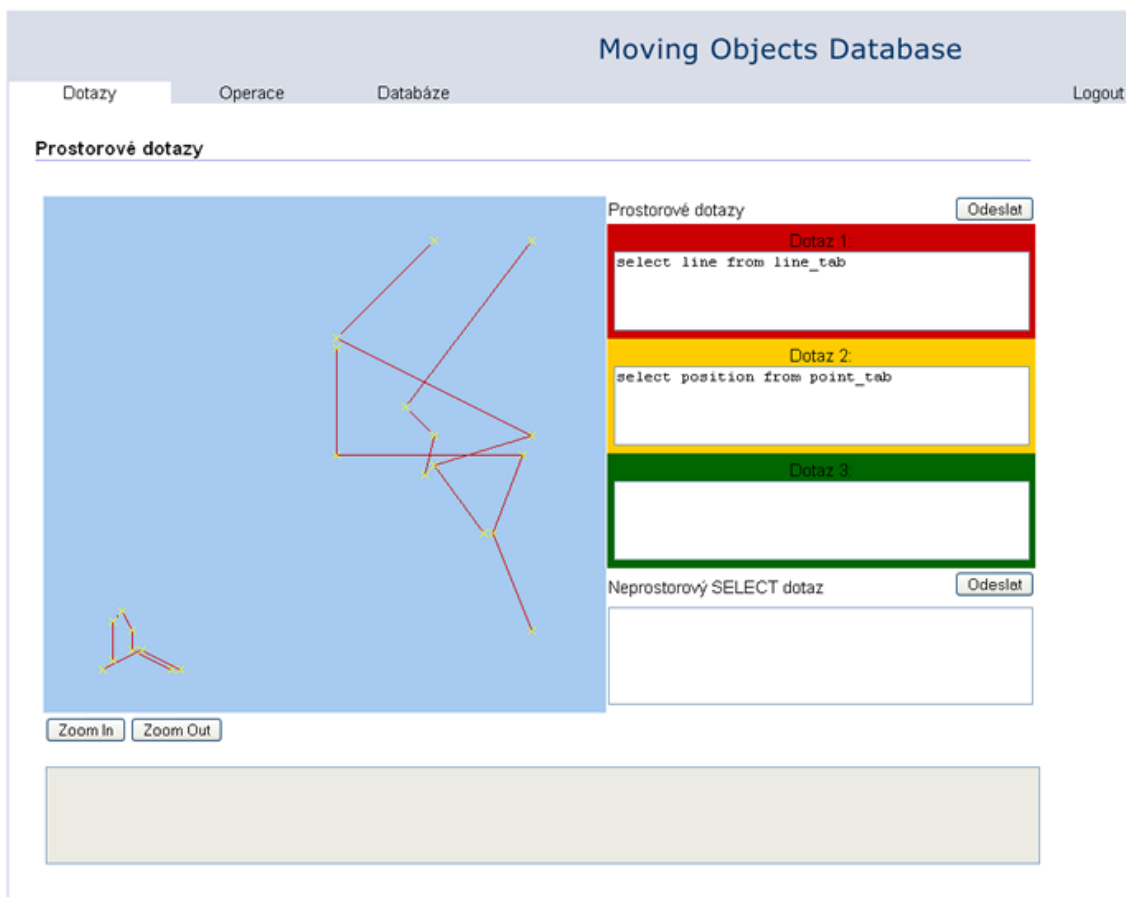 Moving Objects Database
Dotazy Operace Databáze Logout
Prostorové dotazy
Prostorové dotazy Odeslat
Dotaz 1:
select line from line_tab
Dotaz 2:
select position from point_tab
Dotaz 3:
Neprostorový SELECT dotaz Odeslat
Zoom In Zoom Out